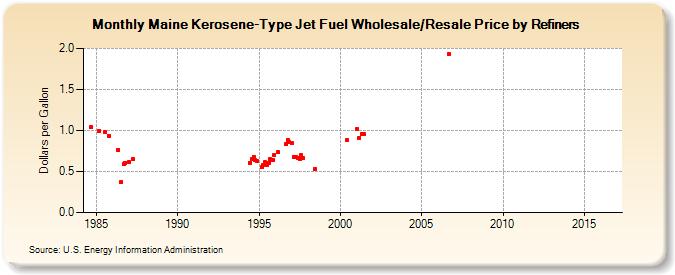 Monthly Maine Kerosene-Type Jet Fuel Wholesale/Resale Price by Refiners
Dollars per Gallon
2.0
1.5
1.0
0.5
0.0
1985 1990 1995 2000 2005 2010 2015
Source: U.S. Energy Information Administration